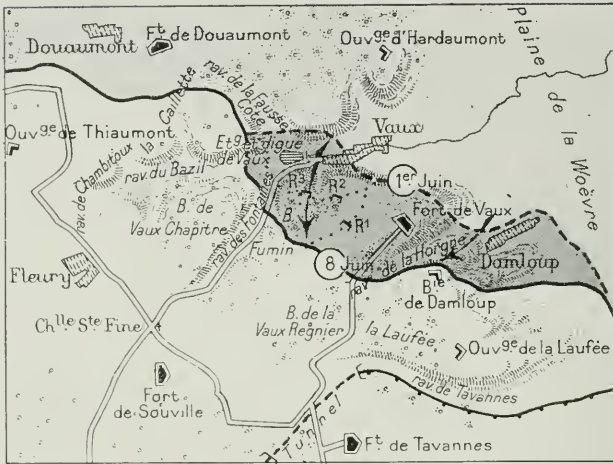 Douaumont
Ft de Douaumont
Ouvge d'Hardaumont
Plaine de la Woëvre
rav. de la Fausse
Côte
la Caillette
Ouvge de Thiaumont
Etg et digue
de Vaux
Vaux
rav. de Chambitoux
rav. du Bazil
R3
R2
1er Juin
B. de
Vaux Chapitre
rav. des Fontaines
B.
R1
Fort de Vaux
Fumin
8 Juin
de la Horgne
Damloup
Fleury
Bie
de Damloup
Chlle Ste Fine
B. de la
Vaux Régnier
la Laufée
Ouvge de la Laufée
Fort
de Souville
rav. de Tavannes
Tunnel
Ft de Tavannes